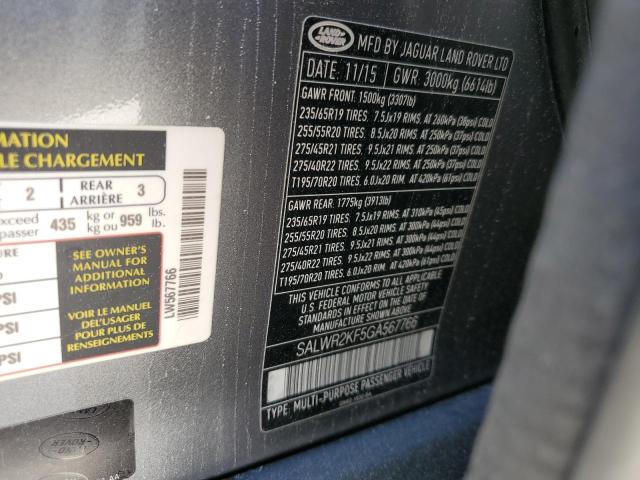 LAND
ROVER
MFD BY JAGUAR LAND ROVER LTD
DATE: 11/15 GWR: 3000kg (6614lb)
GAWR FRONT: 1500kg (3307lb)
235/65R19 TIRES. 7.5Jx19 RIMS. AT 260kPa (38psi) COLD
255/55R20 TIRES. 8.5Jx20 RIMS. AT 250kPa (37psi) COLD
275/45R21 TIRES. 9.5Jx21 RIMS. AT 250kPa (37psi) COLD
275/40R22 TIRES. 9.5Jx22 RIMS. AT 250kPa (37psi) COLD
T195/70R20 TIRES. 6.0Jx20 RIM. AT 420kPa (61psi) COLD
GAWR REAR: 1775kg (3913lb)
235/65R19 TIRES. 7.5Jx19 RIMS. AT 310kPa (45psi) COLD
255/55R20 TIRES. 8.5Jx20 RIMS. AT 300kPa (44psi) COLD
275/45R21 TIRES. 9.5Jx21 RIMS. AT 300kPa (44psi) COLD
275/40R22 TIRES. 9.5Jx22 RIMS. AT 300kPa (44psi) COLD
T195/70R20 TIRES. 6.0Jx20 RIM. AT 420kPa (61psi) COLD
THIS VEHICLE CONFORMS TO ALL APPLICABLE
U.S. FEDERAL MOTOR VEHICLE SAFETY STANDARDS
IN EFFECT ON THE DATE OF MANUFACTURE SHOWN ABOVE
SALWR2KF5GA567766
TYPE: MULTI-PURPOSE PASSENGER VEHICLE
RMATION
LE CHARGEMENT
2 REAR
ARRIÈRE 3
xceed
passer 435 kg or
kg ou 959 lbs.
lb.
URE
SEE OWNER'S
MANUAL FOR
ADDITIONAL
INFORMATION
PSI
VOIR LE MANUEL
DEL'USAGER
POUR PLUS DE
RENSEIGNEMENTS
PSI
LW567766
LAND
ROVER